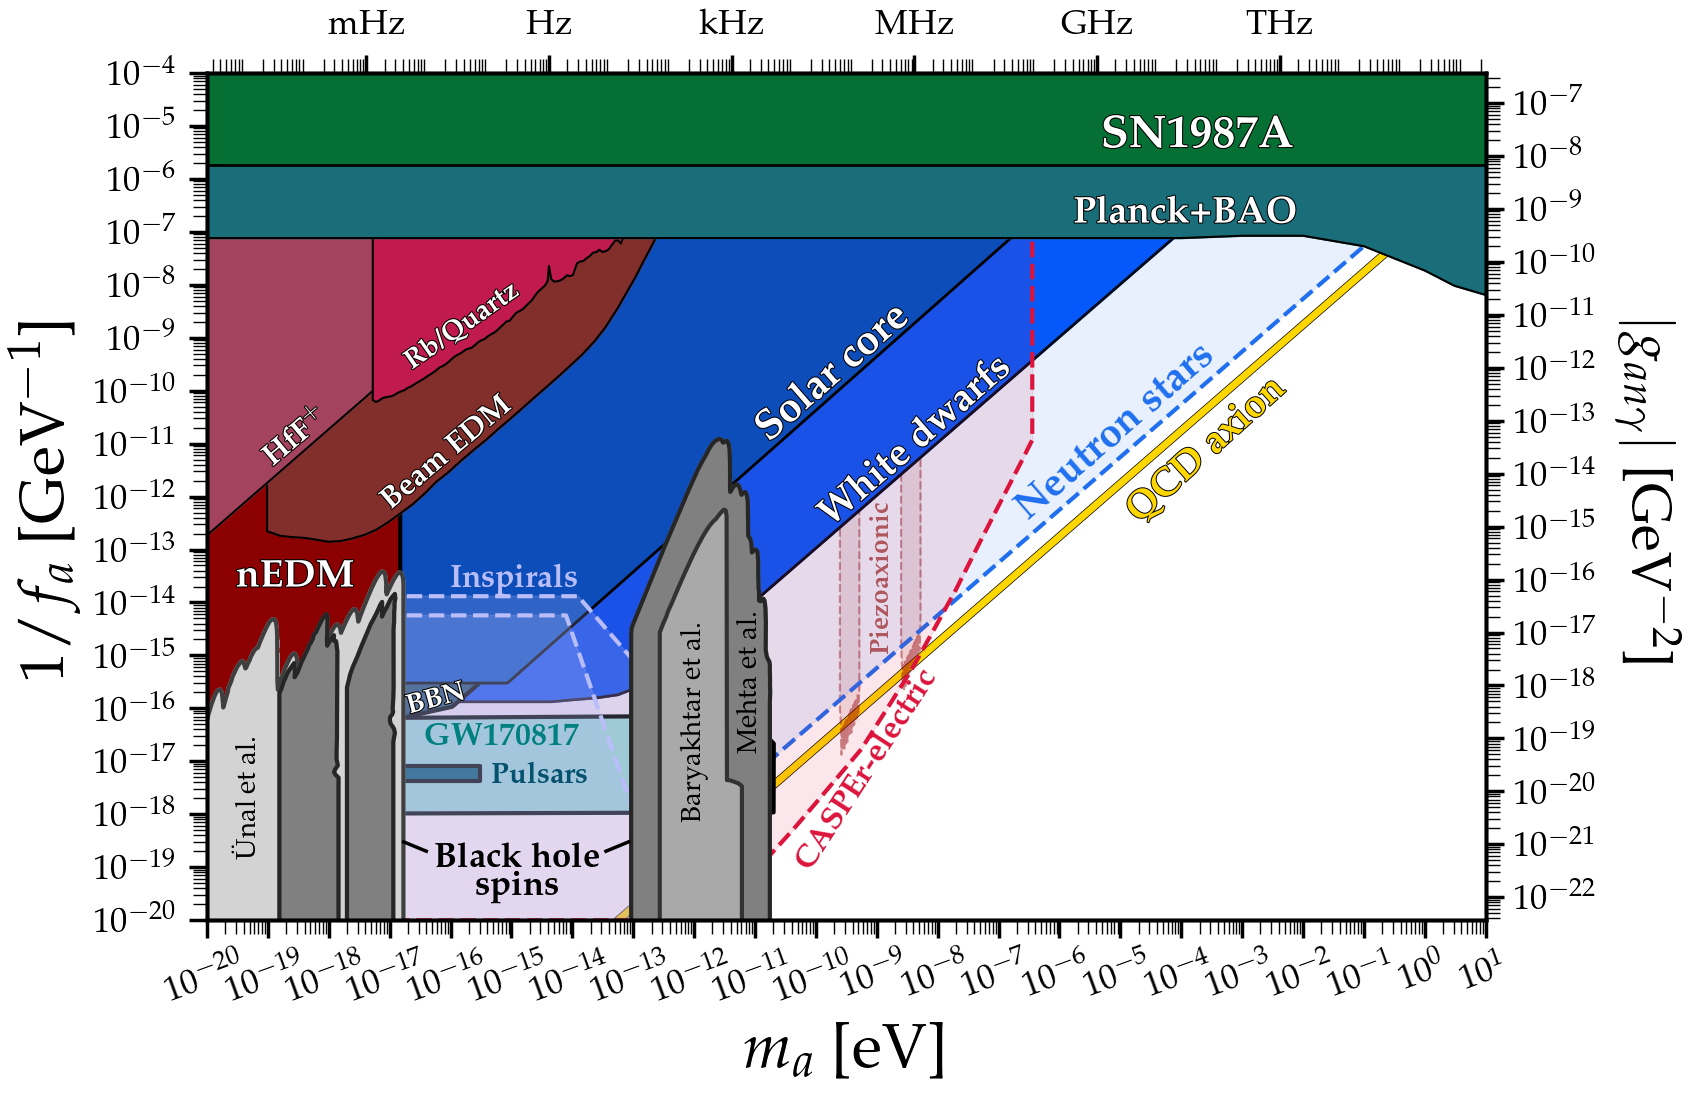 mHz Hz kHz MHz GHz THz
10⁻⁴
10⁻⁵
10⁻⁶
10⁻⁷
10⁻⁸
10⁻⁹
10⁻¹⁰
10⁻¹¹
10⁻¹²
10⁻¹³
10⁻¹⁴
10⁻¹⁵
10⁻¹⁶
10⁻¹⁷
10⁻¹⁸
10⁻¹⁹
10⁻²⁰
1/fₐ [GeV⁻¹]
SN1987A
Planck+BAO
Rb/Quartz
HfF⁺
Beam EDM
Solar core
White dwarfs
Neutron stars
QCD axion
nEDM
Inspirals
Piezoaxionic
BBN
GW170817
Pulsars
Ünal et al.
Baryakhtar et al.
Mehta et al.
CASPEr-electric
Black hole
spins
10⁻⁷
10⁻⁸
10⁻⁹
10⁻¹⁰
10⁻¹¹
10⁻¹²
10⁻¹³
10⁻¹⁴
10⁻¹⁵
10⁻¹⁶
10⁻¹⁷
10⁻¹⁸
10⁻¹⁹
10⁻²⁰
10⁻²¹
10⁻²²
|gₐₙᵧ| [GeV⁻²]
10⁻²⁰ 10⁻¹⁹ 10⁻¹⁸ 10⁻¹⁷ 10⁻¹⁶ 10⁻¹⁵ 10⁻¹⁴ 10⁻¹³ 10⁻¹² 10⁻¹¹ 10⁻¹⁰ 10⁻⁹ 10⁻⁸ 10⁻⁷ 10⁻⁶ 10⁻⁵ 10⁻⁴ 10⁻³ 10⁻² 10⁻¹ 10⁰ 10¹
mₐ [eV]